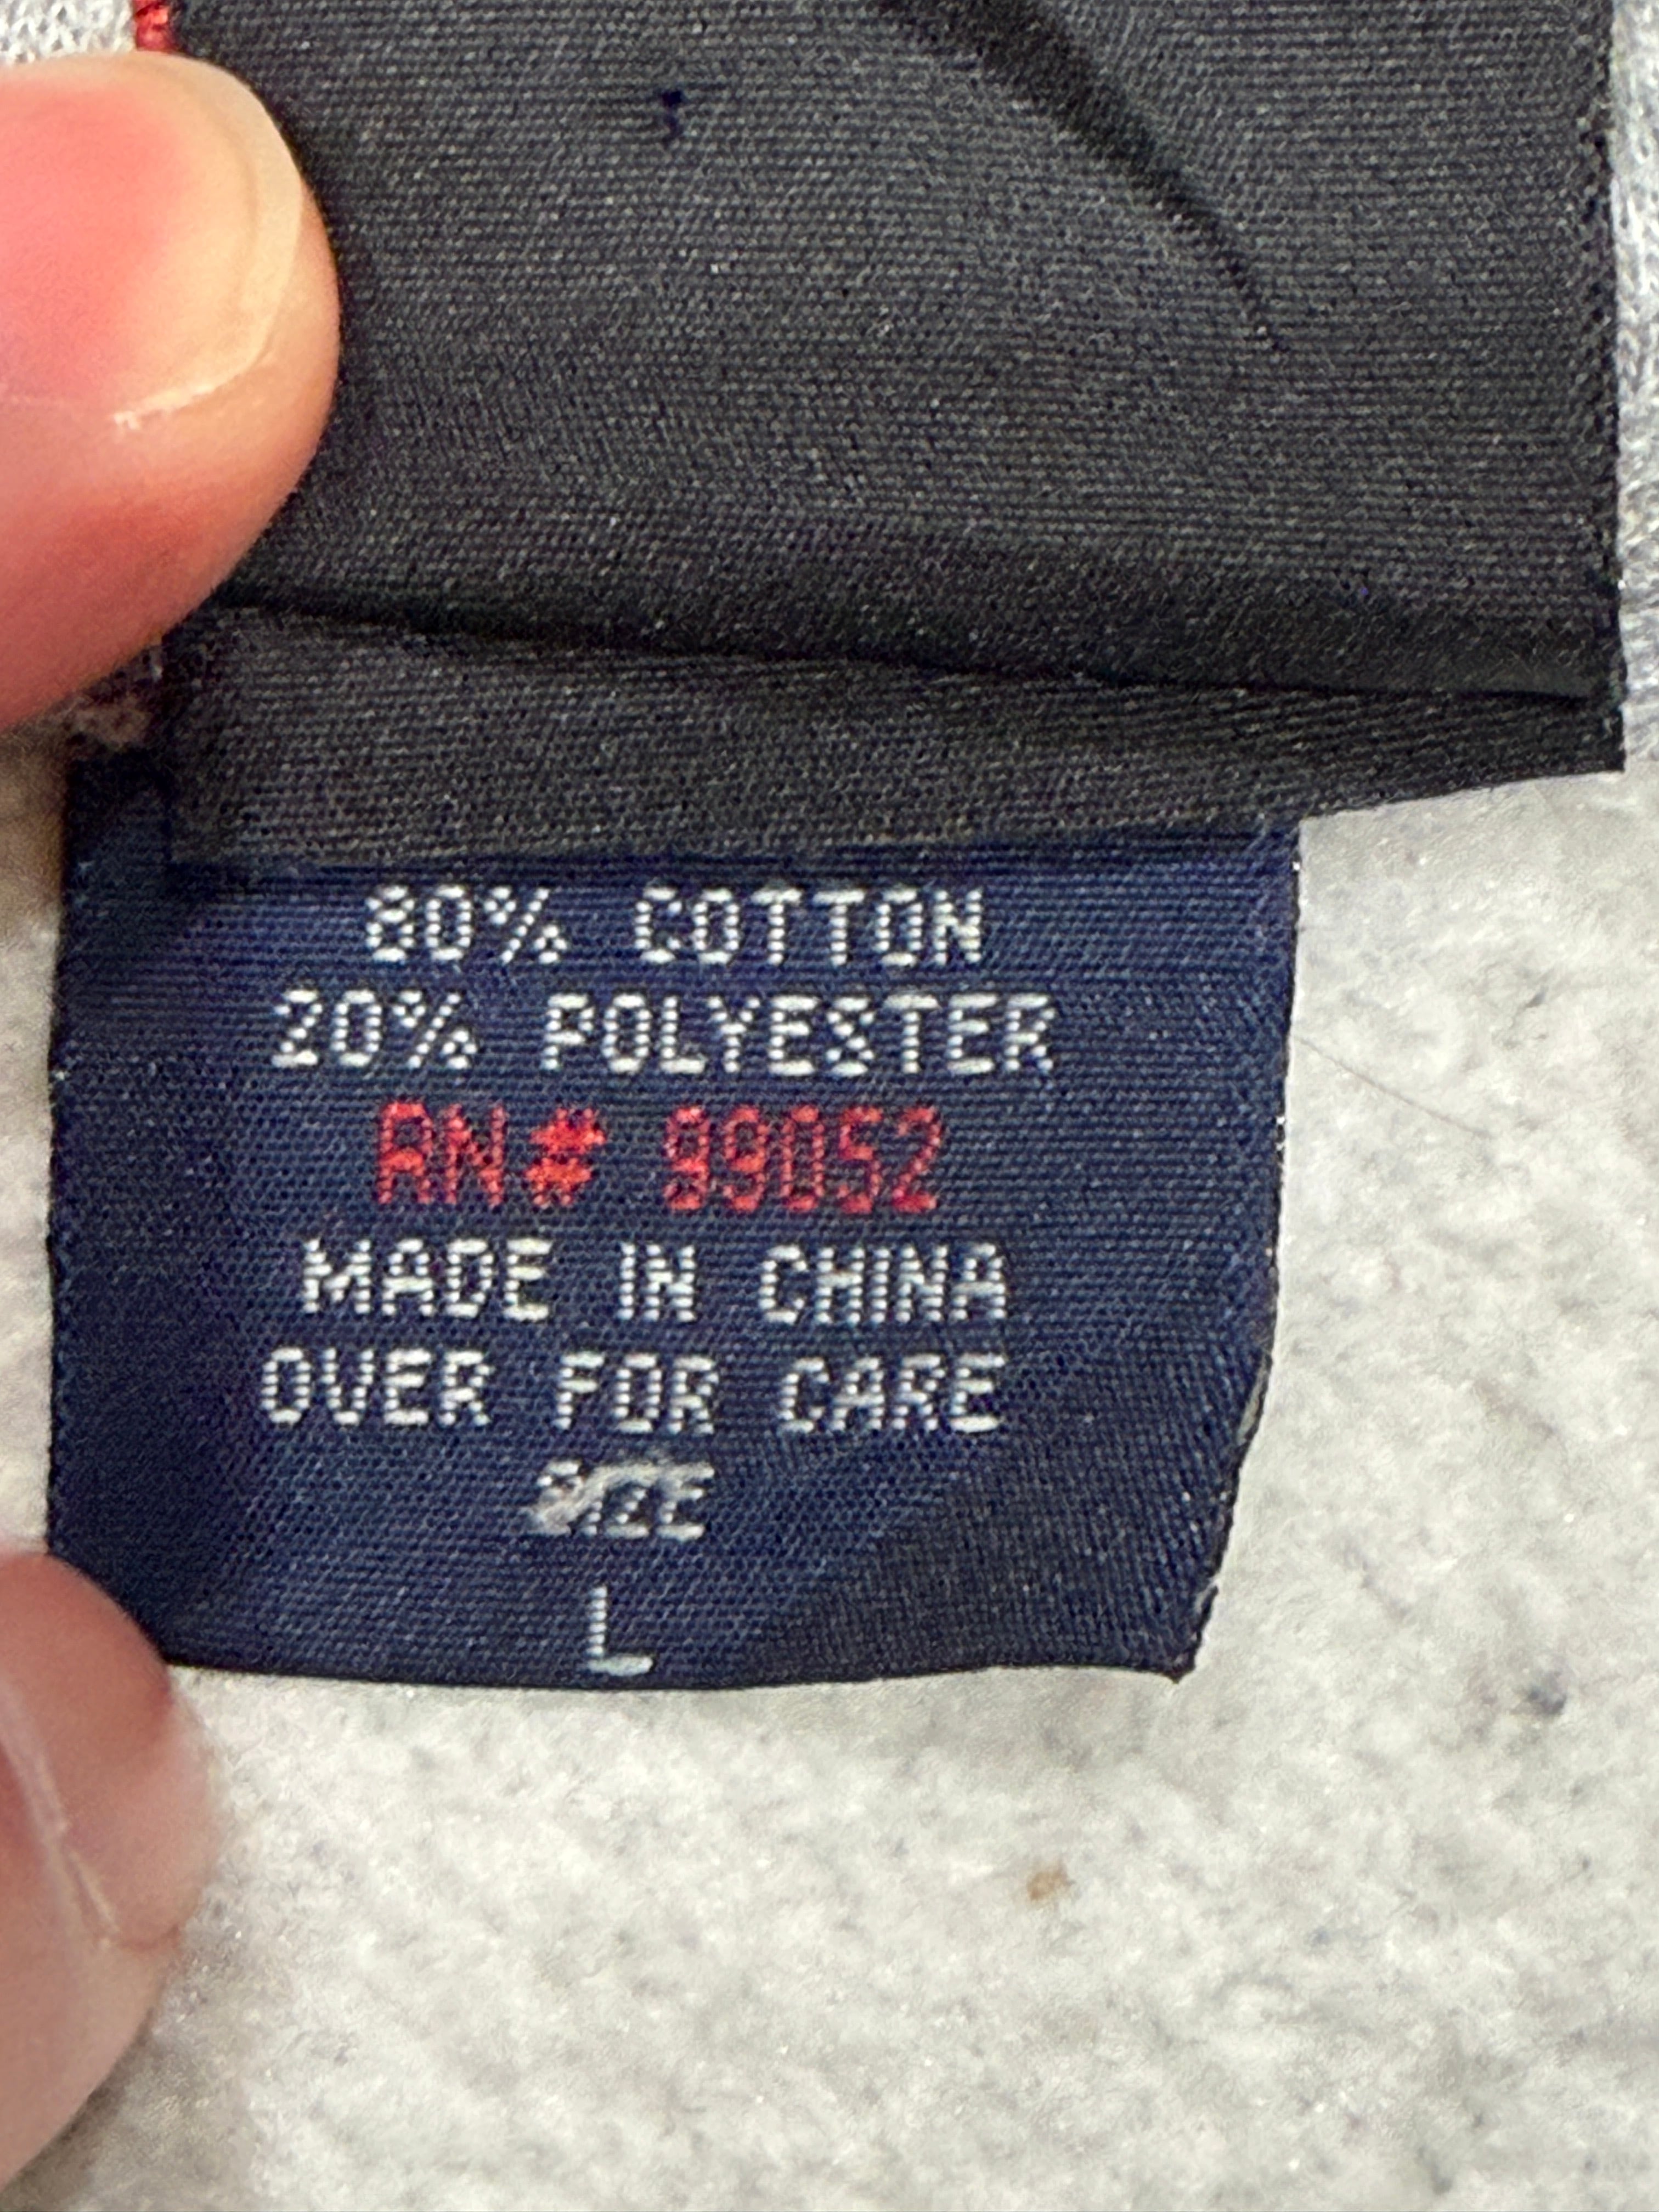 80% COTTON
20% POLYESTER
RN# 99052
MADE IN CHINA
OVER FOR CARE
SIZE
L